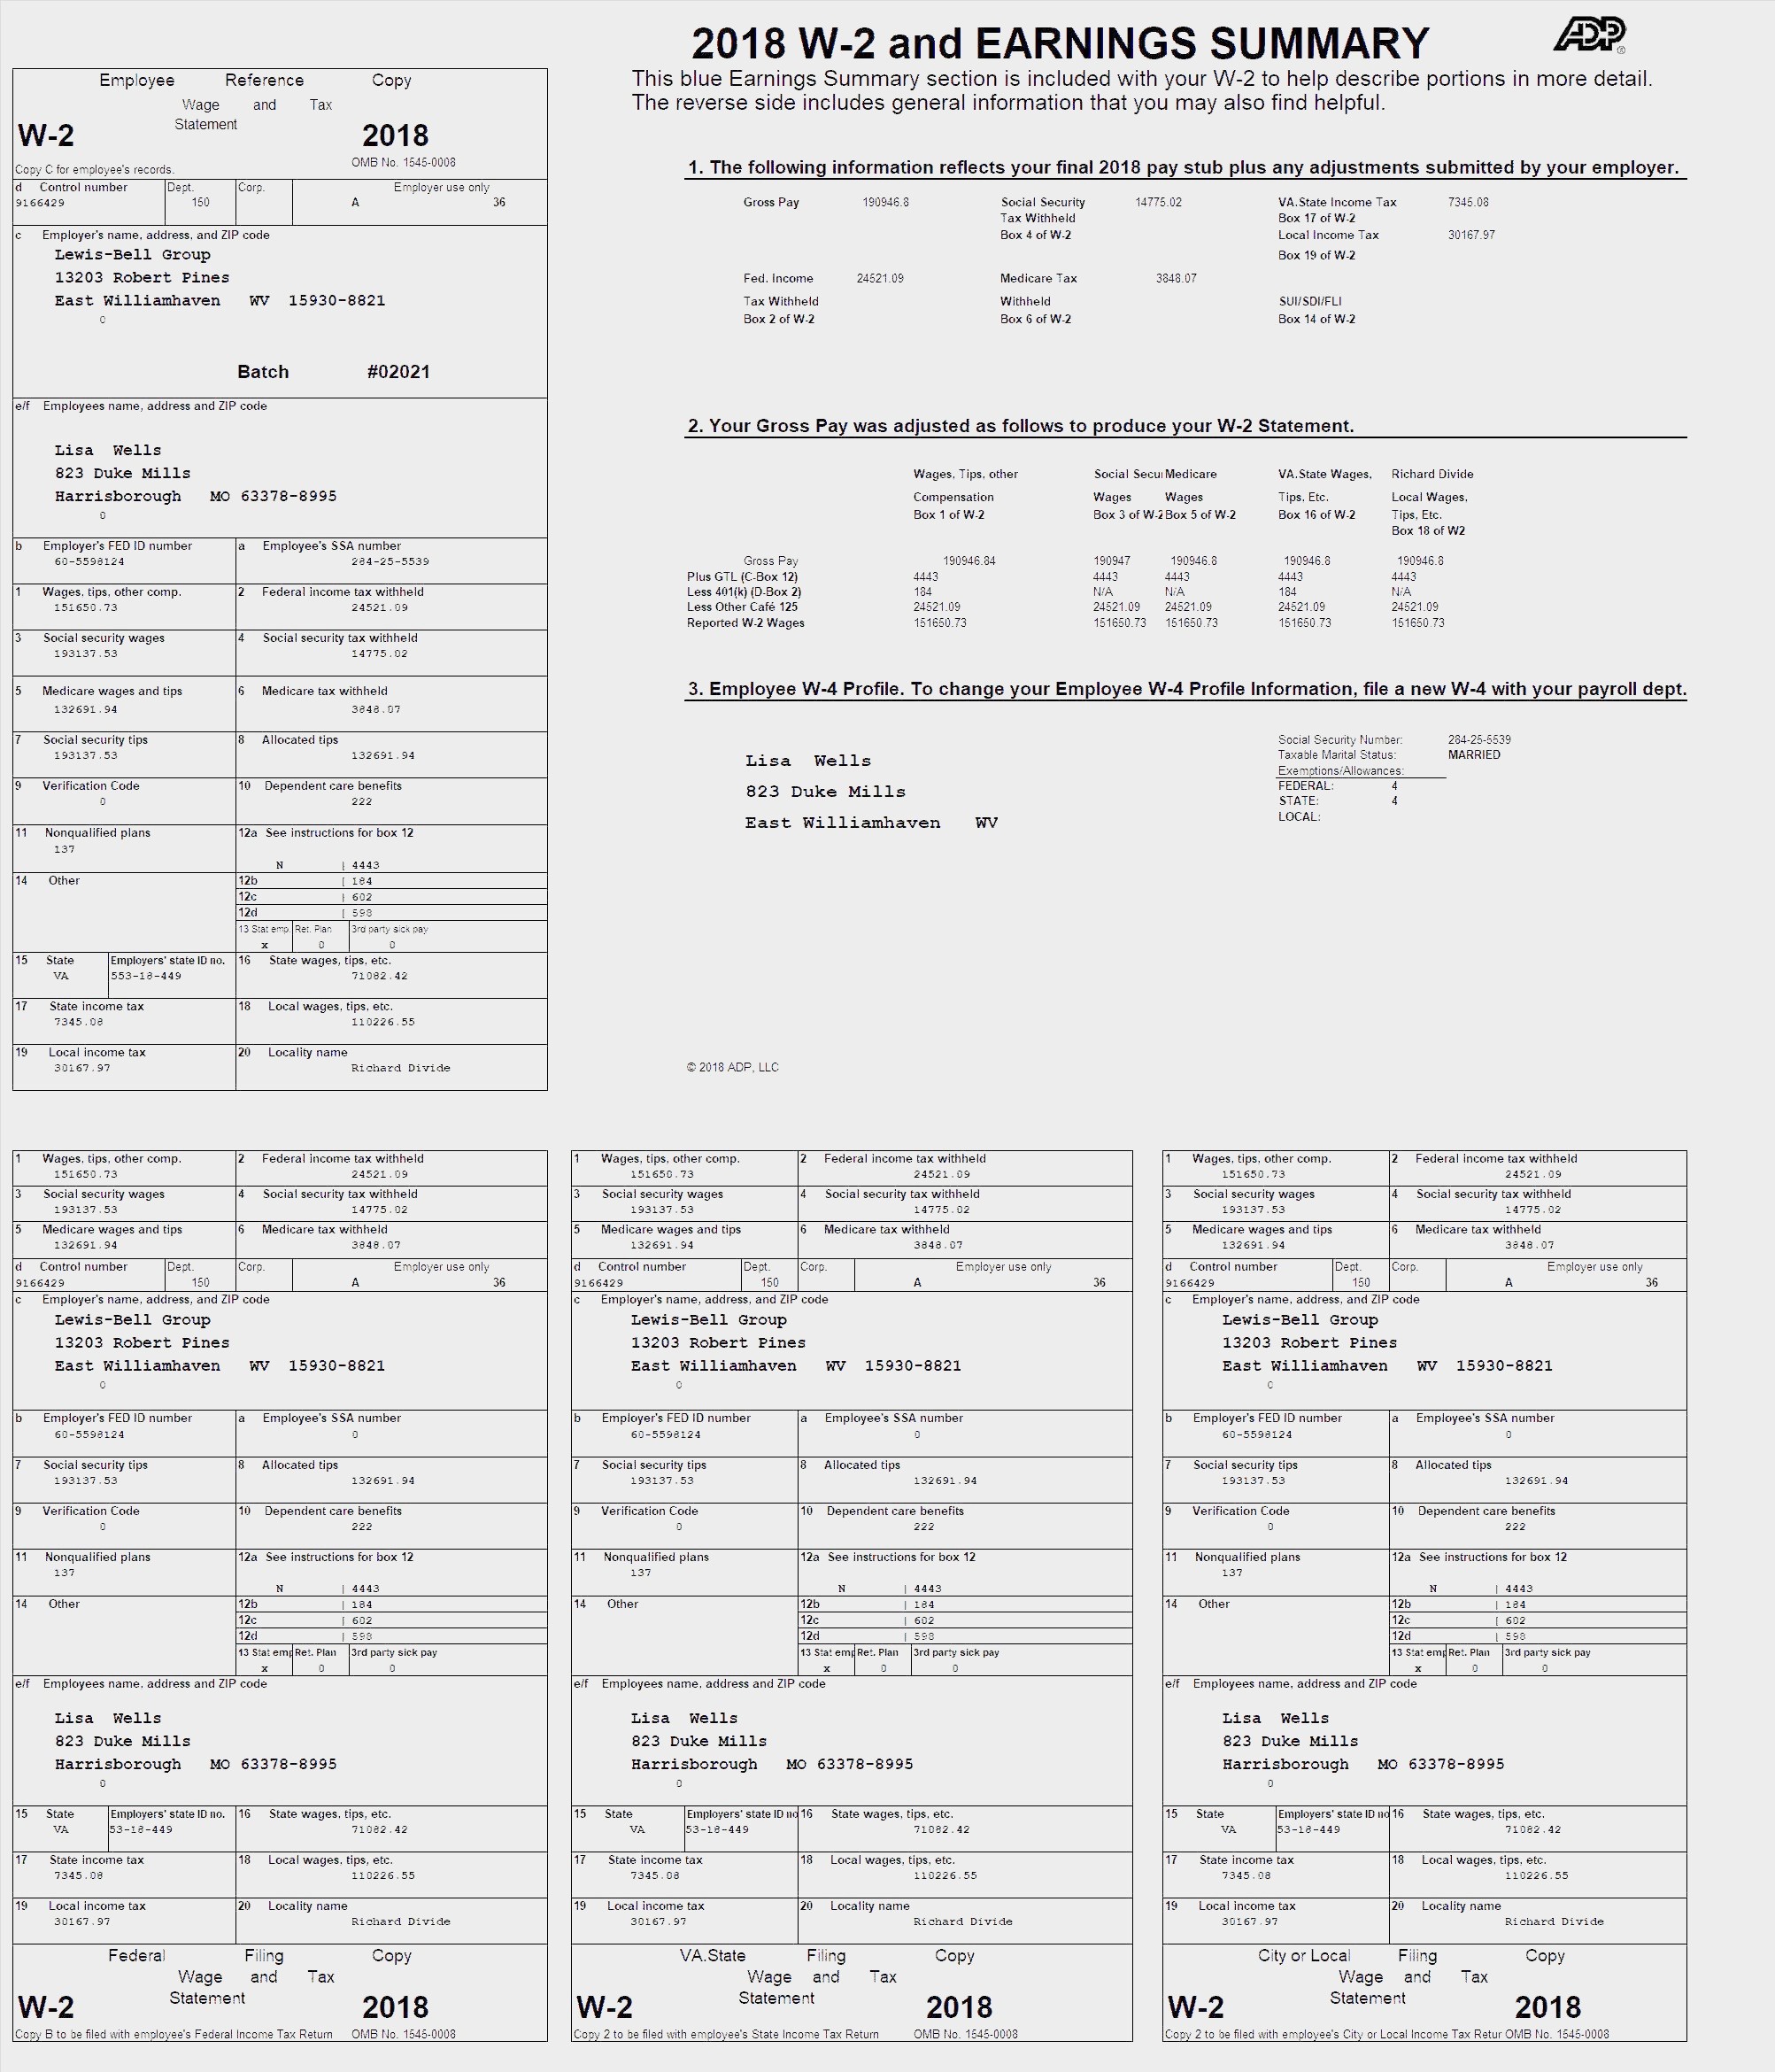 2018 W-2 and EARNINGS SUMMARY
ADP®
This blue Earnings Summary section is included with your W-2 to help describe portions in more detail.
The reverse side includes general information that you may also find helpful.
Employee Reference Copy
Wage and Tax
Statement
W-2 2018
OMB No. 1545-0008
Copy C for employee's records.
d Control number Dept. Corp. Employer use only
9166429 150 A 36
c Employer's name, address, and ZIP code
Lewis-Bell Group
13203 Robert Pines
East Williamhaven WV 15930-8821
0
Batch #02021
e/f Employees name, address and ZIP code
Lisa Wells
823 Duke Mills
Harrisborough MO 63378-8995
0
b Employer's FED ID number a Employee's SSA number
60-5598124 284-25-5539
1 Wages, tips, other comp. 2 Federal income tax withheld
151650.73 24521.09
3 Social security wages 4 Social security tax withheld
193137.53 14775.02
5 Medicare wages and tips 6 Medicare tax withheld
132691.94 3848.07
7 Social security tips 8 Allocated tips
193137.53 132691.94
9 Verification Code 10 Dependent care benefits
0 222
11 Nonqualified plans 12a See instructions for box 12
137
N | 4443
14 Other 12b | 184
12c | 602
12d | 598
13 Stat emp. Ret. Plan 3rd party sick pay
x 0 0
15 State Employers' state ID no. 16 State wages, tips, etc.
VA 553-18-449 71082.42
17 State income tax 18 Local wages, tips, etc.
7345.08 110226.55
19 Local income tax 20 Locality name
30167.97 Richard Divide
1. The following information reflects your final 2018 pay stub plus any adjustments submitted by your employer.
Gross Pay 190946.8 Social Security 14775.02 VA.State Income Tax 7345.08
Tax Withheld Box 17 of W-2
Box 4 of W-2 Local Income Tax 30167.97
Box 19 of W-2
Fed. Income 24521.09 Medicare Tax 3848.07
Tax Withheld Withheld SUI/SDI/FLI
Box 2 of W-2 Box 6 of W-2 Box 14 of W-2
2. Your Gross Pay was adjusted as follows to produce your W-2 Statement.
Wages, Tips, other Social Secu Medicare VA.State Wages, Richard Divide
Compensation Wages Wages Tips, Etc. Local Wages,
Box 1 of W-2 Box 3 of W-2 Box 5 of W-2 Box 16 of W-2 Tips, Etc.
Box 18 of W2
Gross Pay 190946.84 190947 190946.8 190946.8 190946.8
Plus GTL (C-Box 12) 4443 4443 4443 4443 4443
Less 401(k) (D-Box 2) 184 N/A N/A 184 N/A
Less Other Café 125 24521.09 24521.09 24521.09 24521.09 24521.09
Reported W-2 Wages 151650.73 151650.73 151650.73 151650.73 151650.73
3. Employee W-4 Profile. To change your Employee W-4 Profile Information, file a new W-4 with your payroll dept.
Lisa Wells
823 Duke Mills
East Williamhaven WV
Social Security Number: 284-25-5539
Taxable Marital Status: MARRIED
Exemptions/Allowances:
FEDERAL: 4
STATE: 4
LOCAL:
© 2018 ADP, LLC
1 Wages, tips, other comp. 2 Federal income tax withheld
151650.73 24521.09
3 Social security wages 4 Social security tax withheld
193137.53 14775.02
5 Medicare wages and tips 6 Medicare tax withheld
132691.94 3848.07
d Control number Dept. Corp. Employer use only
9166429 150 A 36
c Employer's name, address, and ZIP code
Lewis-Bell Group
13203 Robert Pines
East Williamhaven WV 15930-8821
0
b Employer's FED ID number a Employee's SSA number
60-5598124 0
7 Social security tips 8 Allocated tips
193137.53 132691.94
9 Verification Code 10 Dependent care benefits
0 222
11 Nonqualified plans 12a See instructions for box 12
137
N | 4443
14 Other 12b | 184
12c | 602
12d | 598
13 Stat emp Ret. Plan 3rd party sick pay
x 0 0
e/f Employees name, address and ZIP code
Lisa Wells
823 Duke Mills
Harrisborough MO 63378-8995
0
15 State Employers' state ID no. 16 State wages, tips, etc.
VA 53-18-449 71082.42
17 State income tax 18 Local wages, tips, etc.
7345.08 110226.55
19 Local income tax 20 Locality name
30167.97 Richard Divide
Federal Filing Copy
Wage and Tax
Statement
W-2 2018
Copy B to be filed with employee's Federal Income Tax Return OMB No. 1545-0008
1 Wages, tips, other comp. 2 Federal income tax withheld
151650.73 24521.09
3 Social security wages 4 Social security tax withheld
193137.53 14775.02
5 Medicare wages and tips 6 Medicare tax withheld
132691.94 3848.07
d Control number Dept. Corp. Employer use only
9166429 150 A 36
c Employer's name, address, and ZIP code
Lewis-Bell Group
13203 Robert Pines
East Williamhaven WV 15930-8821
0
b Employer's FED ID number a Employee's SSA number
60-5598124 0
7 Social security tips 8 Allocated tips
193137.53 132691.94
9 Verification Code 10 Dependent care benefits
0 222
11 Nonqualified plans 12a See instructions for box 12
137
N | 4443
14 Other 12b | 184
12c | 602
12d | 598
13 Stat emp Ret. Plan 3rd party sick pay
x 0 0
e/f Employees name, address and ZIP code
Lisa Wells
823 Duke Mills
Harrisborough MO 63378-8995
0
15 State Employers' state ID no 16 State wages, tips, etc.
VA 53-18-449 71082.42
17 State income tax 18 Local wages, tips, etc.
7345.08 110226.55
19 Local income tax 20 Locality name
30167.97 Richard Divide
VA.State Filing Copy
Wage and Tax
Statement
W-2 2018
Copy 2 to be filed with employee's State Income Tax Return OMB No. 1545-0008
1 Wages, tips, other comp. 2 Federal income tax withheld
151650.73 24521.09
3 Social security wages 4 Social security tax withheld
193137.53 14775.02
5 Medicare wages and tips 6 Medicare tax withheld
132691.94 3848.07
d Control number Dept. Corp. Employer use only
9166429 150 A 36
c Employer's name, address, and ZIP code
Lewis-Bell Group
13203 Robert Pines
East Williamhaven WV 15930-8821
0
b Employer's FED ID number a Employee's SSA number
60-5598124 0
7 Social security tips 8 Allocated tips
193137.53 132691.94
9 Verification Code 10 Dependent care benefits
0 222
11 Nonqualified plans 12a See instructions for box 12
137
N | 4443
14 Other 12b | 184
12c | 602
12d | 598
13 Stat emp Ret. Plan 3rd party sick pay
x 0 0
e/f Employees name, address and ZIP code
Lisa Wells
823 Duke Mills
Harrisborough MO 63378-8995
0
15 State Employers' state ID no 16 State wages, tips, etc.
VA 53-18-449 71082.42
17 State income tax 18 Local wages, tips, etc.
7345.08 110226.55
19 Local income tax 20 Locality name
30167.97 Richard Divide
City or Local Filing Copy
Wage and Tax
Statement
W-2 2018
Copy 2 to be filed with employee's City or Local Income Tax Retur OMB No. 1545-0008